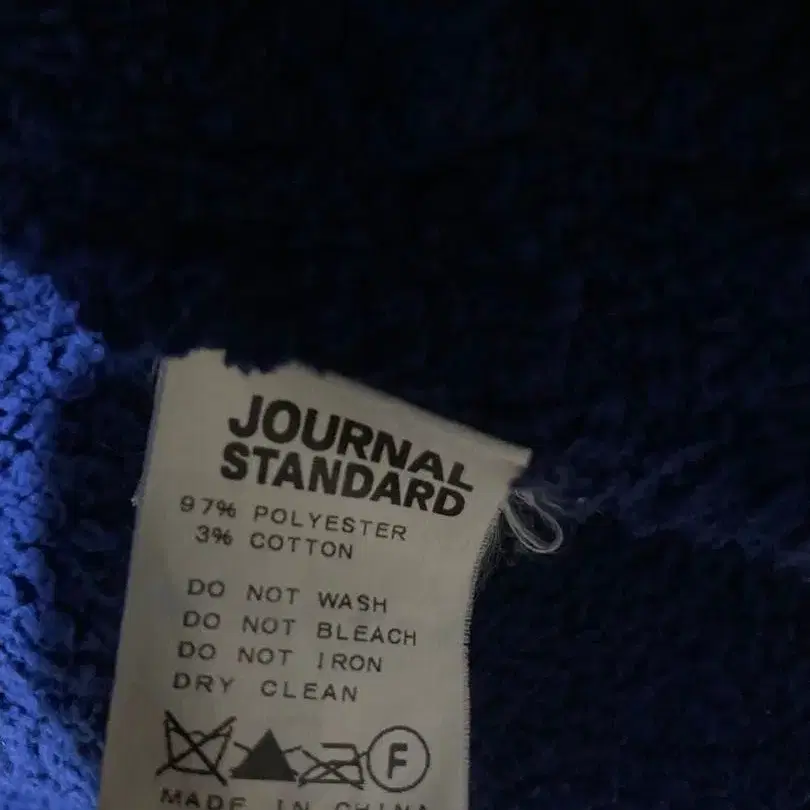 JOURNAL
STANDARD
97% POLYESTER
3% COTTON
DO NOT WASH
DO NOT BLEACH
DO NOT IRON
DRY CLEAN
F
MADE IN CHINA